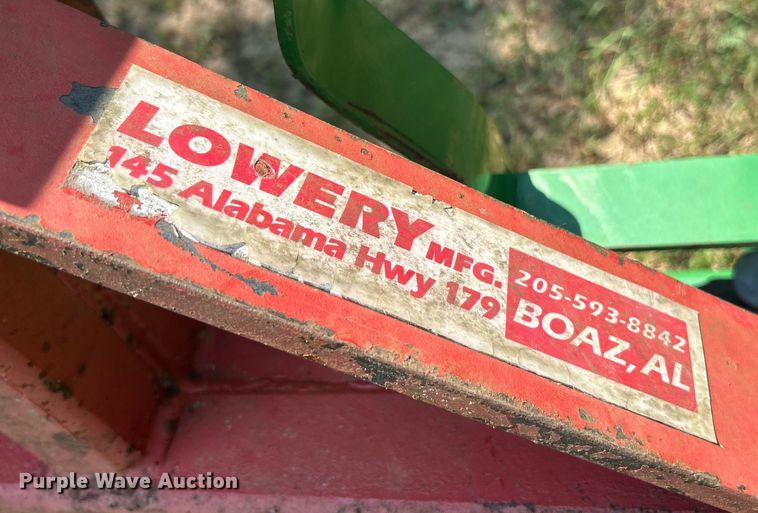 LOWERY MFG.
145 Alabama Hwy 179
205-593-8842
BOAZ, AL
Purple Wave Auction